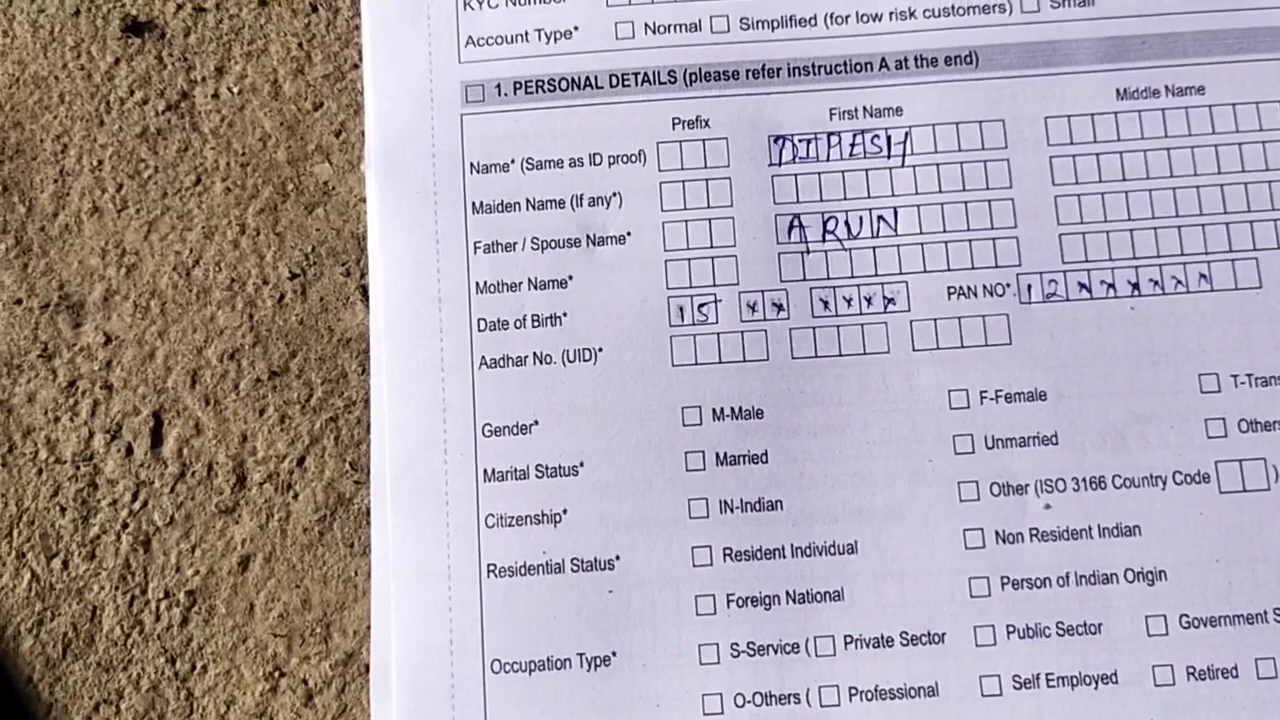 KYC Number
Account Type* Normal Simplified (for low risk customers) Small
1. PERSONAL DETAILS (please refer instruction A at the end)
Prefix First Name Middle Name
Name* (Same as ID proof) DIPESH
Maiden Name (If any*)
Father / Spouse Name* ARUN
Mother Name*
Date of Birth* 15 xx xxxx PAN NO*. 12xxxxxx
Aadhar No. (UID)*
Gender* M-Male F-Female T-Trans
Marital Status* Married Unmarried Others
Citizenship* IN-Indian Other (ISO 3166 Country Code )
Residential Status* Resident Individual Non Resident Indian
Foreign National Person of Indian Origin
Occupation Type* S-Service ( Private Sector Public Sector Government S
O-Others ( Professional Self Employed Retired